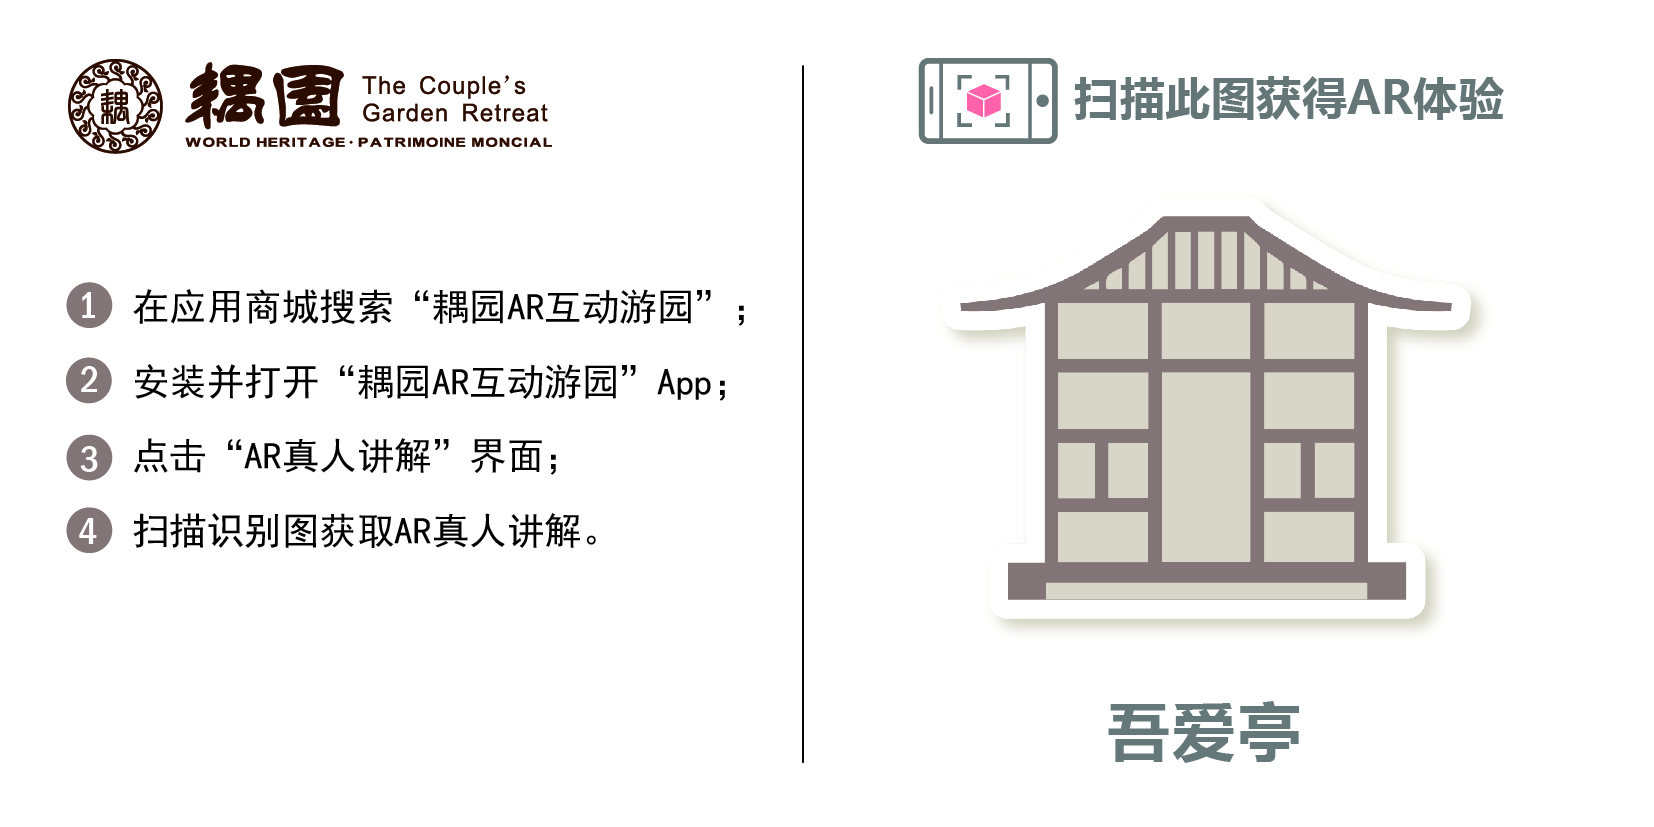 耦
耦園
The Couple’s
Garden Retreat
WORLD HERITAGE·PATRIMOINE MONCIAL
1 在应用商城搜索“耦园AR互动游园”；
2 安装并打开“耦园AR互动游园”App；
3 点击“AR真人讲解”界面；
4 扫描识别图获取AR真人讲解。
扫描此图获得AR体验
吾爱亭